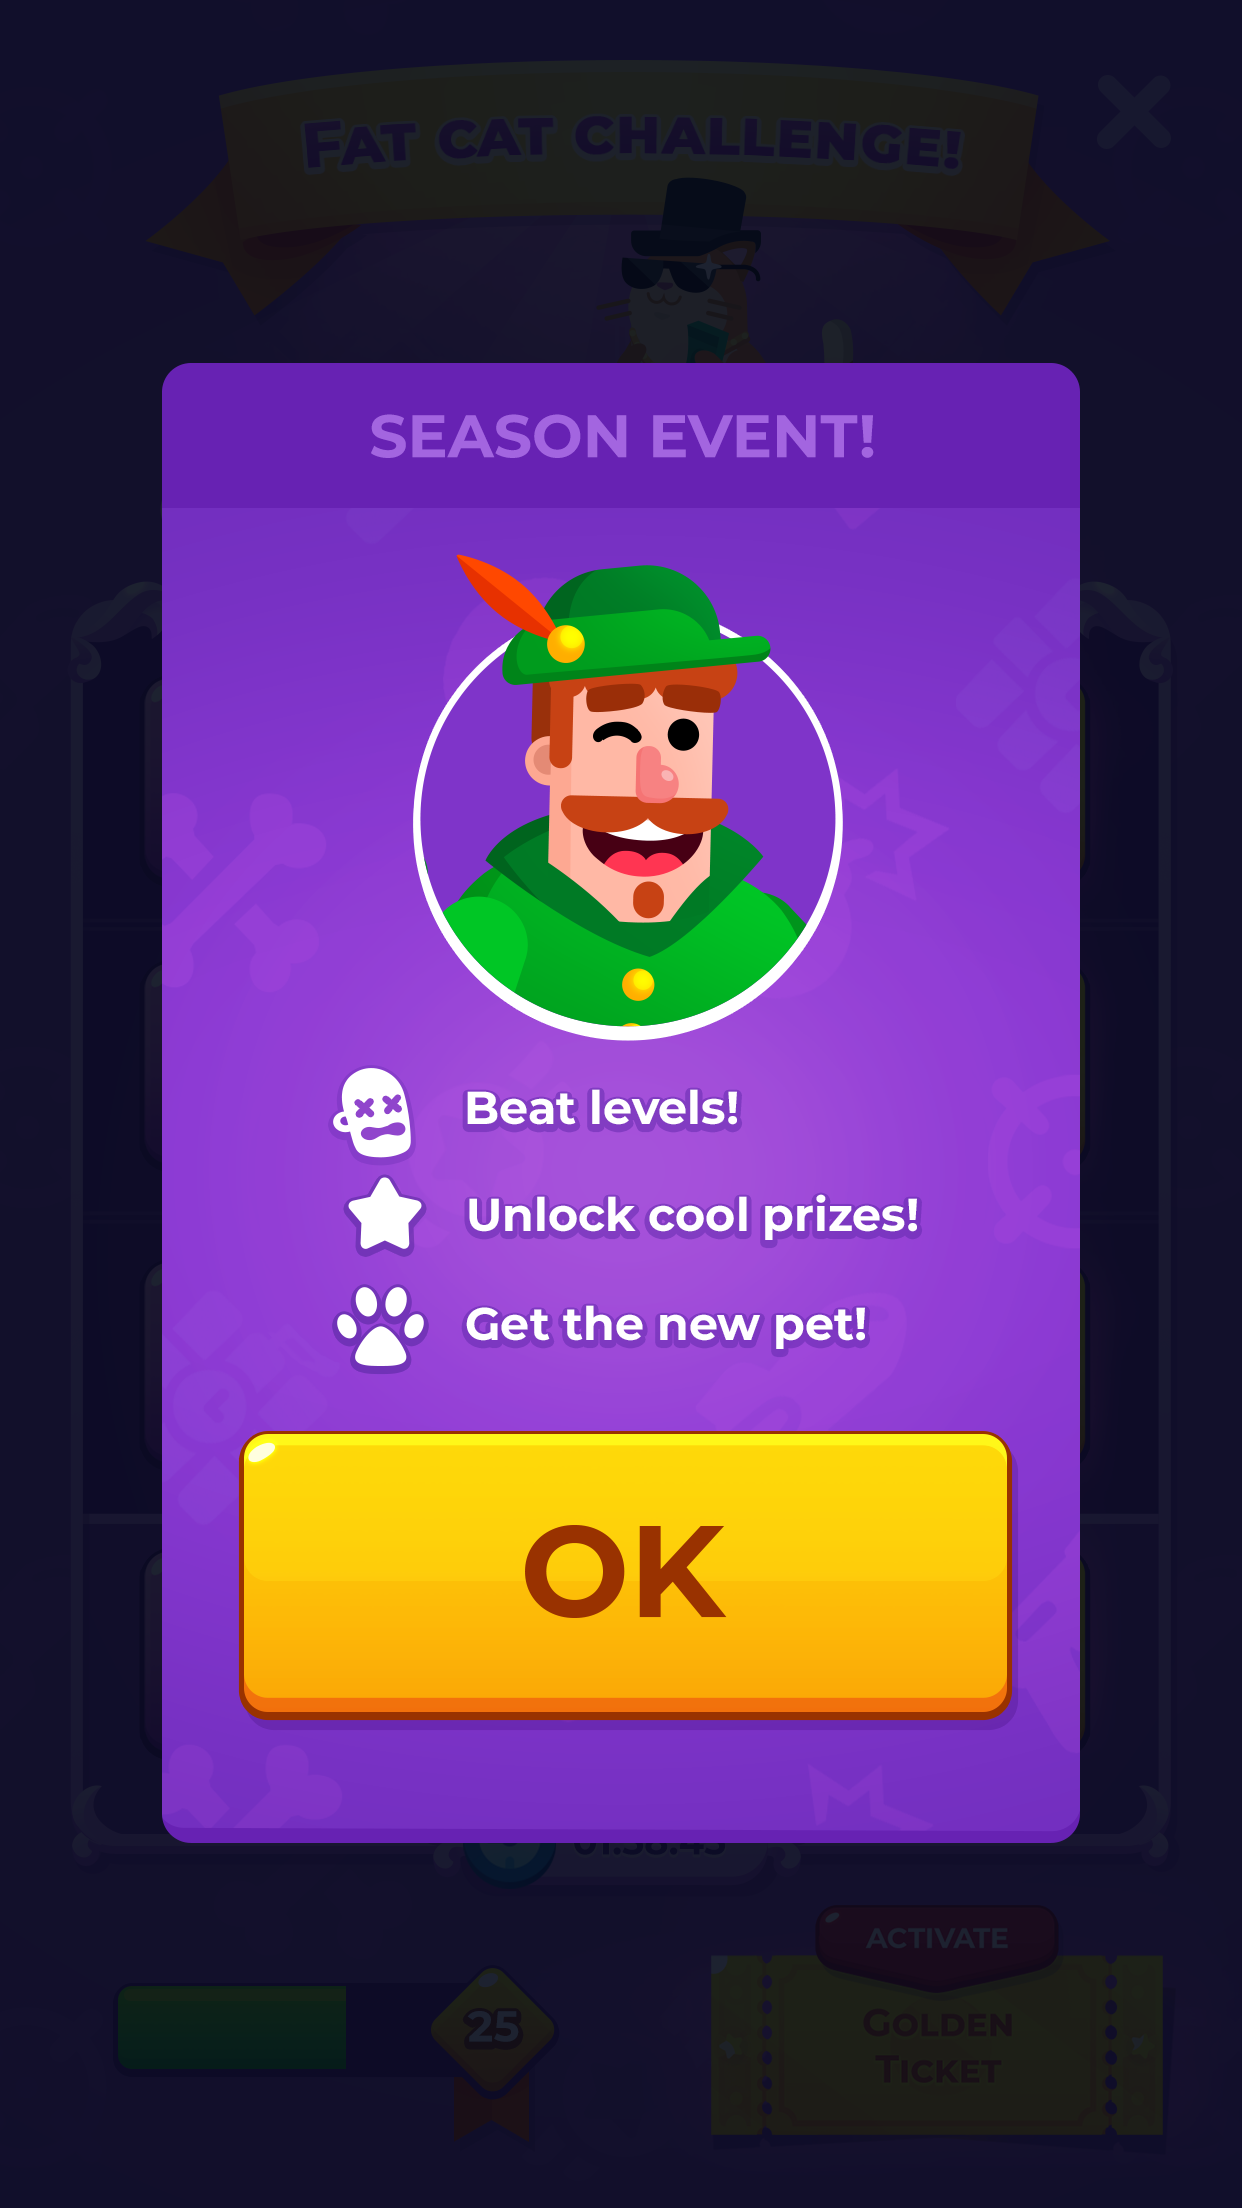 FAT CAT CHALLENGE!
SEASON EVENT!
Beat levels!
Unlock cool prizes!
Get the new pet!
OK
ACTIVATE
25
GOLDEN
TICKET